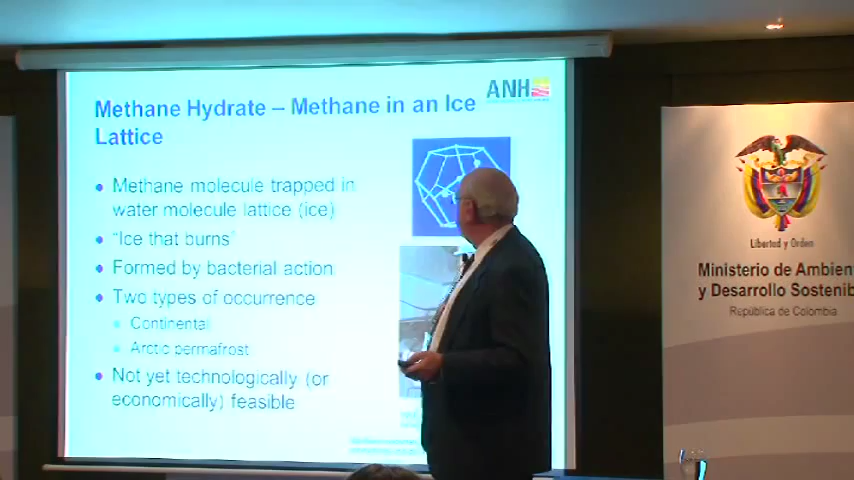 Methane Hydrate – Methane in an Ice
Lattice
ANH
• Methane molecule trapped in
water molecule lattice (ice)
• "Ice that burns"
• Formed by bacterial action
• Two types of occurrence
Continental
Arctic permafrost
• Not yet technologically (or
economically) feasible
Libertad y Orden
Ministerio de Ambien
y Desarrollo Sostenib
República de Colombia